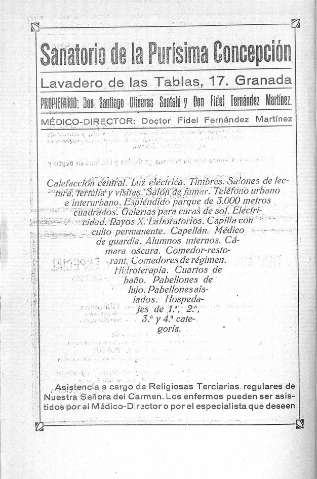 Sanatorio de la Purísima Concepción
Lavadero de las Tablas, 17. Granada
PROPIETARIO: Don Santiago Oliveras Santaló y Don Fidel Fernández Martínez.
MÉDICO-DIRECTOR: Doctor Fidel Fernández Martínez
Calefacción central. Luz eléctrica. Timbres. Salones de lec-
tura, tertulia y visitas. Salón de fumar. Teléfono urbano
e interurbano. Espléndido parque de 3.000 metros
cuadrados. Galerías para curas de sol. Electri-
cidad. Rayos X. Laboratorios. Capilla con
culto permanente. Capellán. Médico
de guardia. Alumnos internos. Cá-
mara oscura. Comedor-resto-
rant. Comedores de régimen.
Hidroterapia. Cuartos de
baño. Pabellones de
lujo. Pabellones ais-
lados. Hospeda-
jes de 1.ª, 2.ª,
3.ª y 4.ª cate-
goría.
Asistencia a cargo de Religiosas Terciarias, regulares de
Nuestra Señora del Carmen. Los enfermos pueden ser asis-
tidos por el Médico-Director o por el especialista que deseen